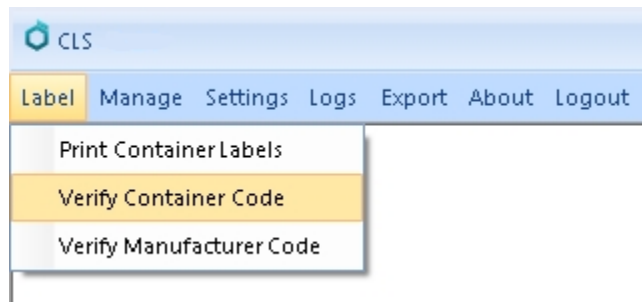 CLS
Label Manage Settings Logs Export About Logout
Print Container Labels
Verify Container Code
Verify Manufacturer Code